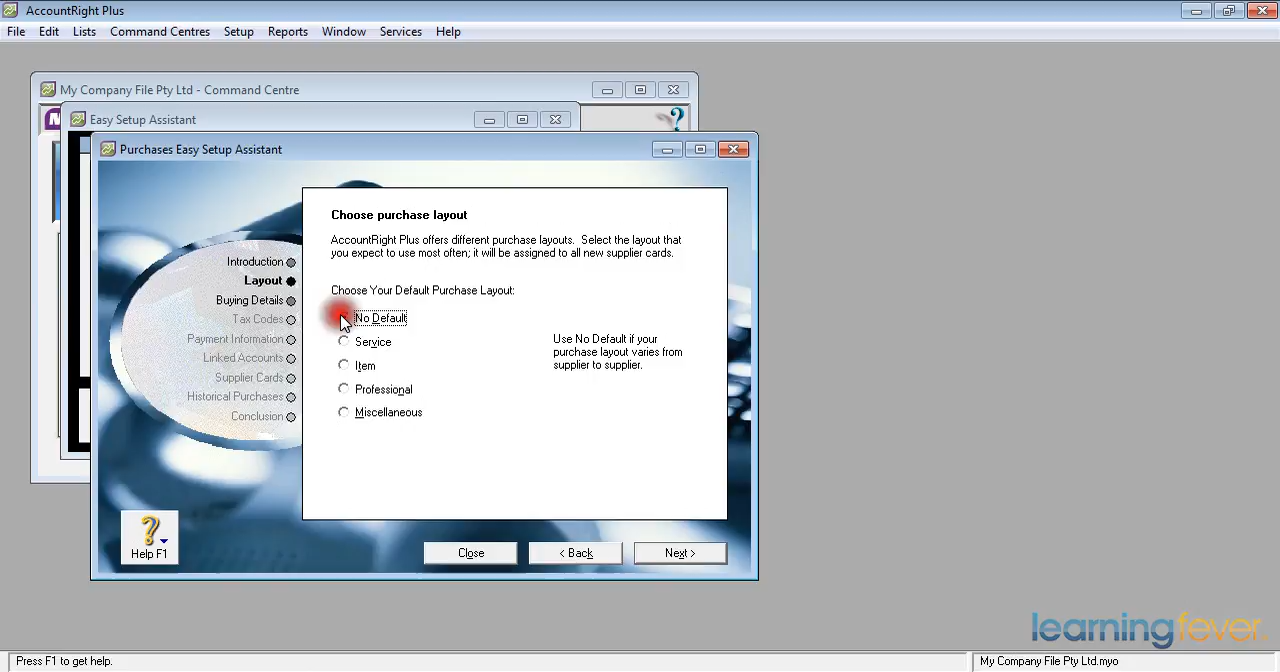 AccountRight Plus
File Edit Lists Command Centres Setup Reports Window Services Help
My Company File Pty Ltd - Command Centre
Easy Setup Assistant
Purchases Easy Setup Assistant
Introduction
Layout
Buying Details
Tax Codes
Payment Information
Linked Accounts
Supplier Cards
Historical Purchases
Conclusion
Choose purchase layout
AccountRight Plus offers different purchase layouts. Select the layout that
you expect to use most often; it will be assigned to all new supplier cards.
Choose Your Default Purchase Layout:
No Default
Service
Item
Professional
Miscellaneous
Use No Default if your
purchase layout varies from
supplier to supplier.
Help F1
Close
< Back
Next >
learningfever.
Press F1 to get help.
My Company File Pty Ltd.myo